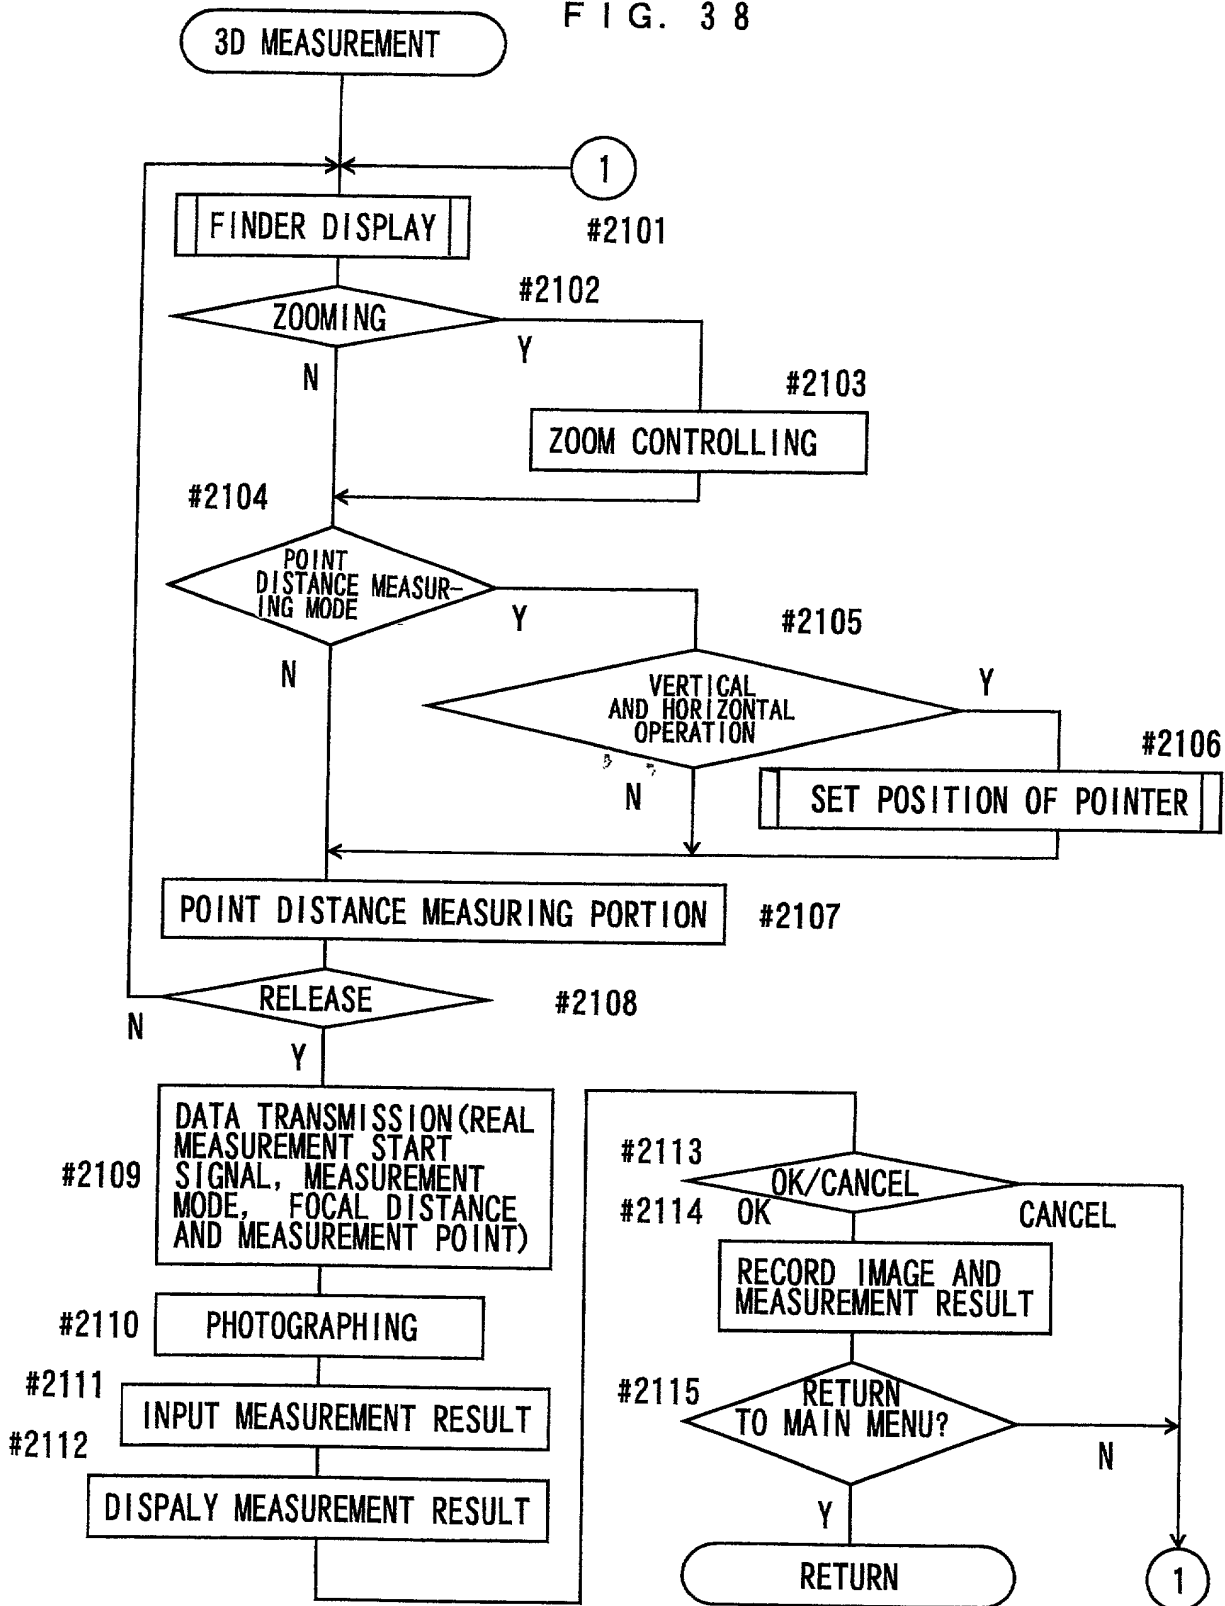 FIG. 38
3D MEASUREMENT
1
FINDER DISPLAY
#2101
#2102
ZOOMING
Y
N
#2103
ZOOM CONTROLLING
#2104
POINT
DISTANCE MEASUR-
ING MODE
Y
N
#2105
VERTICAL
AND HORIZONTAL
OPERATION
Y
N
#2106
SET POSITION OF POINTER
POINT DISTANCE MEASURING PORTION
#2107
RELEASE
#2108
N
Y
#2109
DATA TRANSMISSION(REAL
MEASUREMENT START
SIGNAL, MEASUREMENT
MODE, FOCAL DISTANCE
AND MEASUREMENT POINT)
#2110
PHOTOGRAPHING
#2111
INPUT MEASUREMENT RESULT
#2112
DISPALY MEASUREMENT RESULT
#2113
OK/CANCEL
#2114
OK
CANCEL
RECORD IMAGE AND
MEASUREMENT RESULT
#2115
RETURN
TO MAIN MENU?
N
Y
RETURN
1